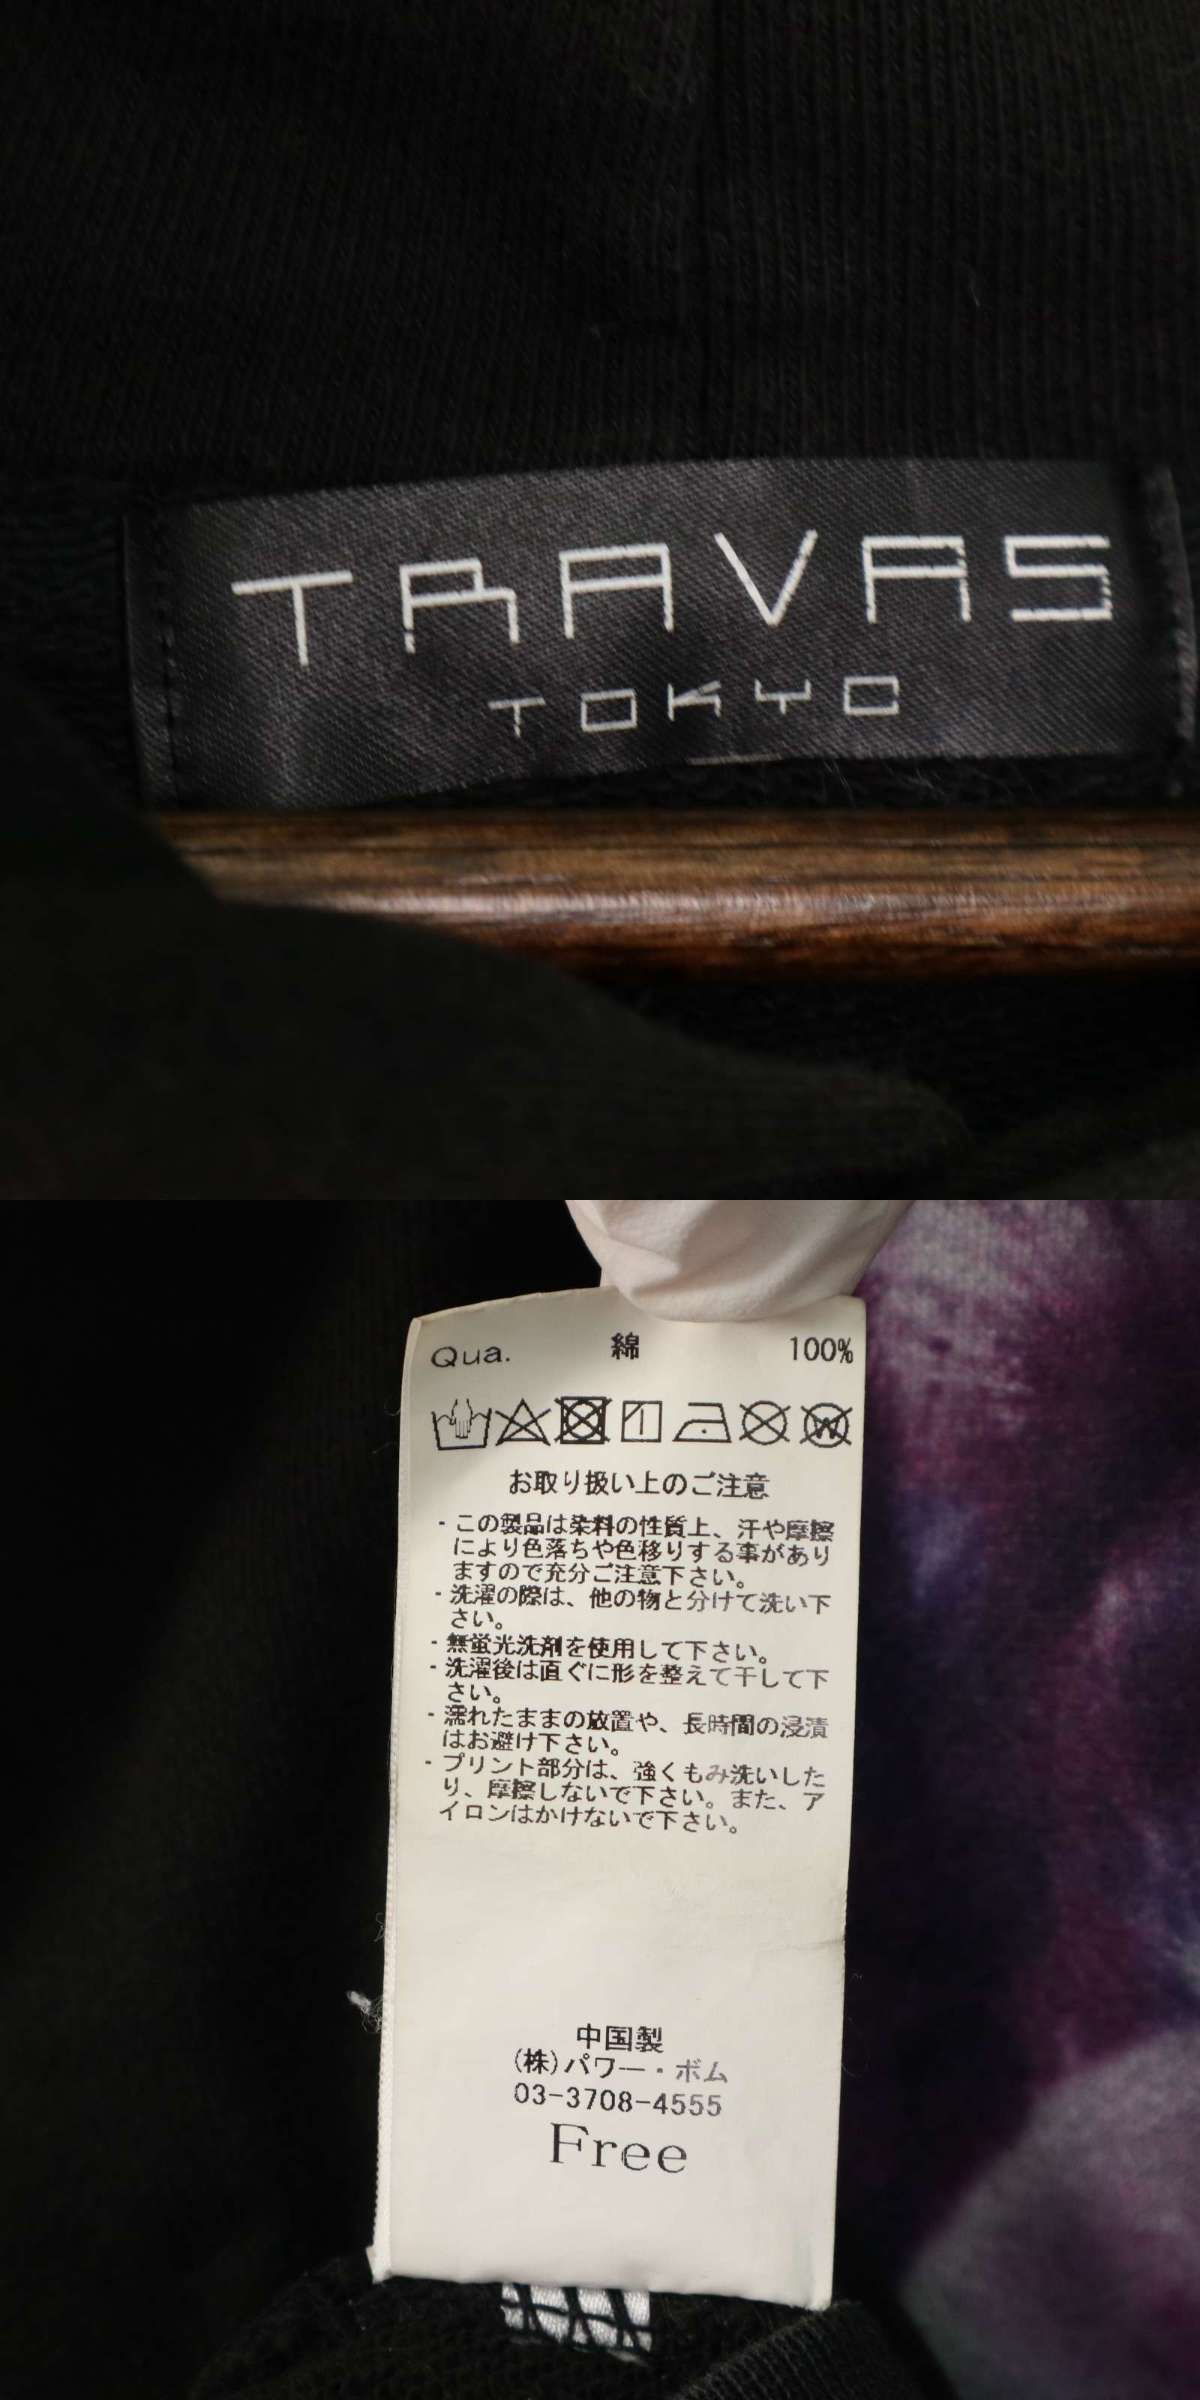 TRAVAS
TOKYO
Qua. 綿 100%
お取り扱い上のご注意
・この製品は染料の性質上、汗や摩擦
により色落ちや色移りする事があり
ますので充分ご注意下さい。
・洗濯の際は、他の物と分けて洗い下
さい。
・無蛍光洗剤を使用して下さい。
・洗濯後は直ぐに形を整えて干して下
さい。
・濡れたままの放置や、長時間の浸漬
はお避け下さい。
・プリント部分は、強くもみ洗いした
り、摩擦しないで下さい。また、ア
イロンはかけないで下さい。
中国製
(株)パワー・ボム
03-3708-4555
Free